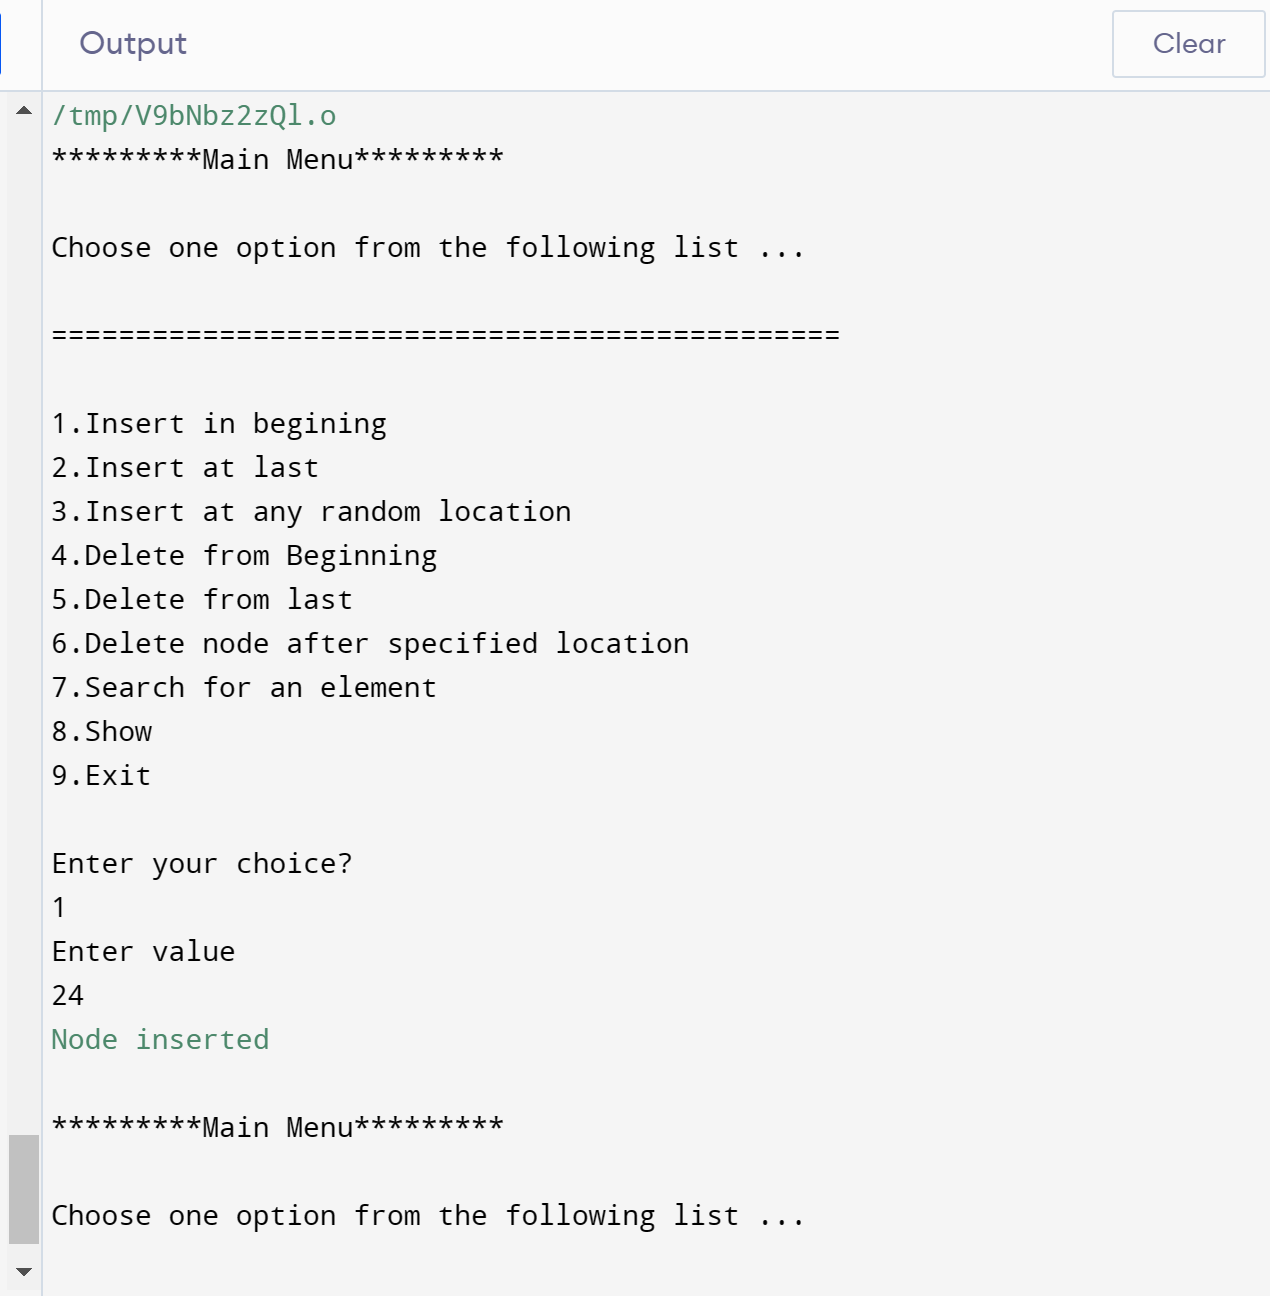 Output
Clear
/tmp/V9bNbz2zQl.o
*********Main Menu*********
Choose one option from the following list ...
===============================================
1.Insert in begining
2.Insert at last
3.Insert at any random location
4.Delete from Beginning
5.Delete from last
6.Delete node after specified location
7.Search for an element
8.Show
9.Exit
Enter your choice?
1
Enter value
24
Node inserted
*********Main Menu*********
Choose one option from the following list ...